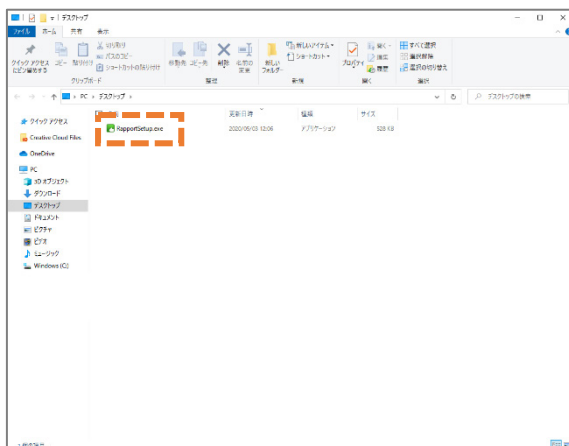 デスクトップ
ファイル ホーム 共有 表示
クイック アクセス にピン留めする
コピー 貼り付け
切り取り
パスのコピー
ショートカットの貼り付け
移動先 コピー先 削除 名前の変更
新しいフォルダー
新しいアイテム
ショートカット
プロパティ
開く
編集
履歴
すべて選択
選択解除
選択の切り替え
クリップボード 整理 新規 開く 選択
PC デスクトップ
デスクトップの検索
更新日時 種類 サイズ
RapportSetup.exe 2020/09/03 12:06 アプリケーション 528 KB
クイック アクセス
Creative Cloud Files
OneDrive
PC
3D オブジェクト
ダウンロード
デスクトップ
ドキュメント
ピクチャ
ビデオ
ミュージック
Windows (C:)